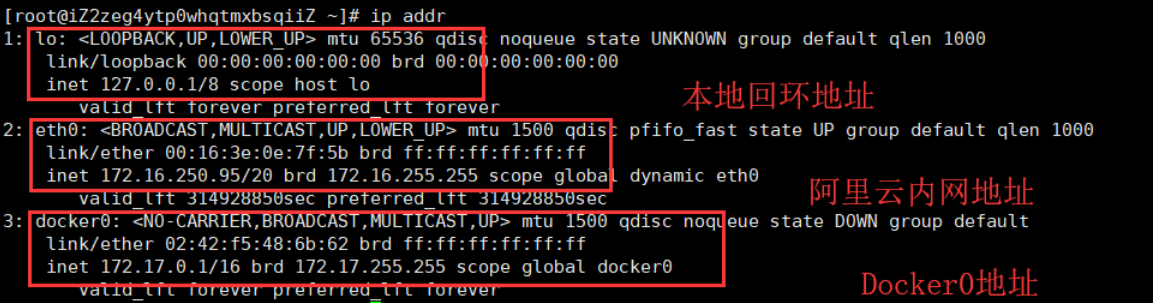 [root@iZ2zeg4ytp0whqtmxbsqiiZ ~]# ip addr
1: lo: <LOOPBACK,UP,LOWER_UP> mtu 65536 qdisc noqueue state UNKNOWN group default qlen 1000
link/loopback 00:00:00:00:00:00 brd 00:00:00:00:00:00
inet 127.0.0.1/8 scope host lo
valid_lft forever preferred_lft forever
本地回环地址
2: eth0: <BROADCAST,MULTICAST,UP,LOWER_UP> mtu 1500 qdisc pfifo_fast state UP group default qlen 1000
link/ether 00:16:3e:0e:7f:5b brd ff:ff:ff:ff:ff:ff
inet 172.16.250.95/20 brd 172.16.255.255 scope global dynamic eth0
valid_lft 314928850sec preferred_lft 314928850sec
阿里云内网地址
3: docker0: <NO-CARRIER,BROADCAST,MULTICAST,UP> mtu 1500 qdisc noqueue state DOWN group default
link/ether 02:42:f5:48:6b:62 brd ff:ff:ff:ff:ff:ff
inet 172.17.0.1/16 brd 172.17.255.255 scope global docker0
valid_lft forever preferred_lft forever
Docker0地址